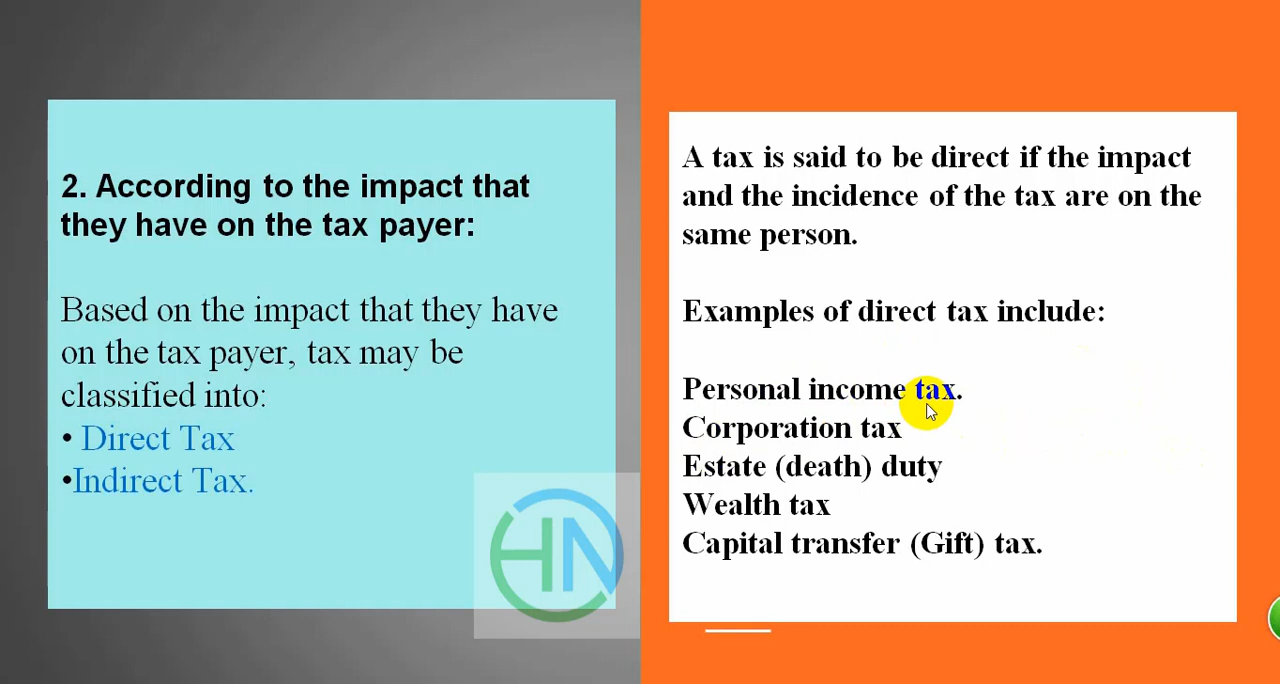 2. According to the impact that
they have on the tax payer:
Based on the impact that they have
on the tax payer, tax may be
classified into:
• Direct Tax
•Indirect Tax.
HN
A tax is said to be direct if the impact
and the incidence of the tax are on the
same person.
Examples of direct tax include:
Personal income tax.
Corporation tax
Estate (death) duty
Wealth tax
Capital transfer (Gift) tax.